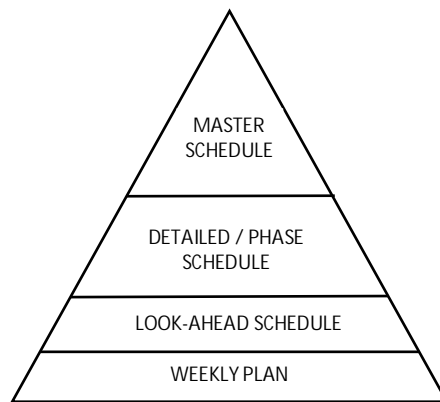 MASTER
SCHEDULE
DETAILED / PHASE
SCHEDULE
LOOK-AHEAD SCHEDULE
WEEKLY PLAN